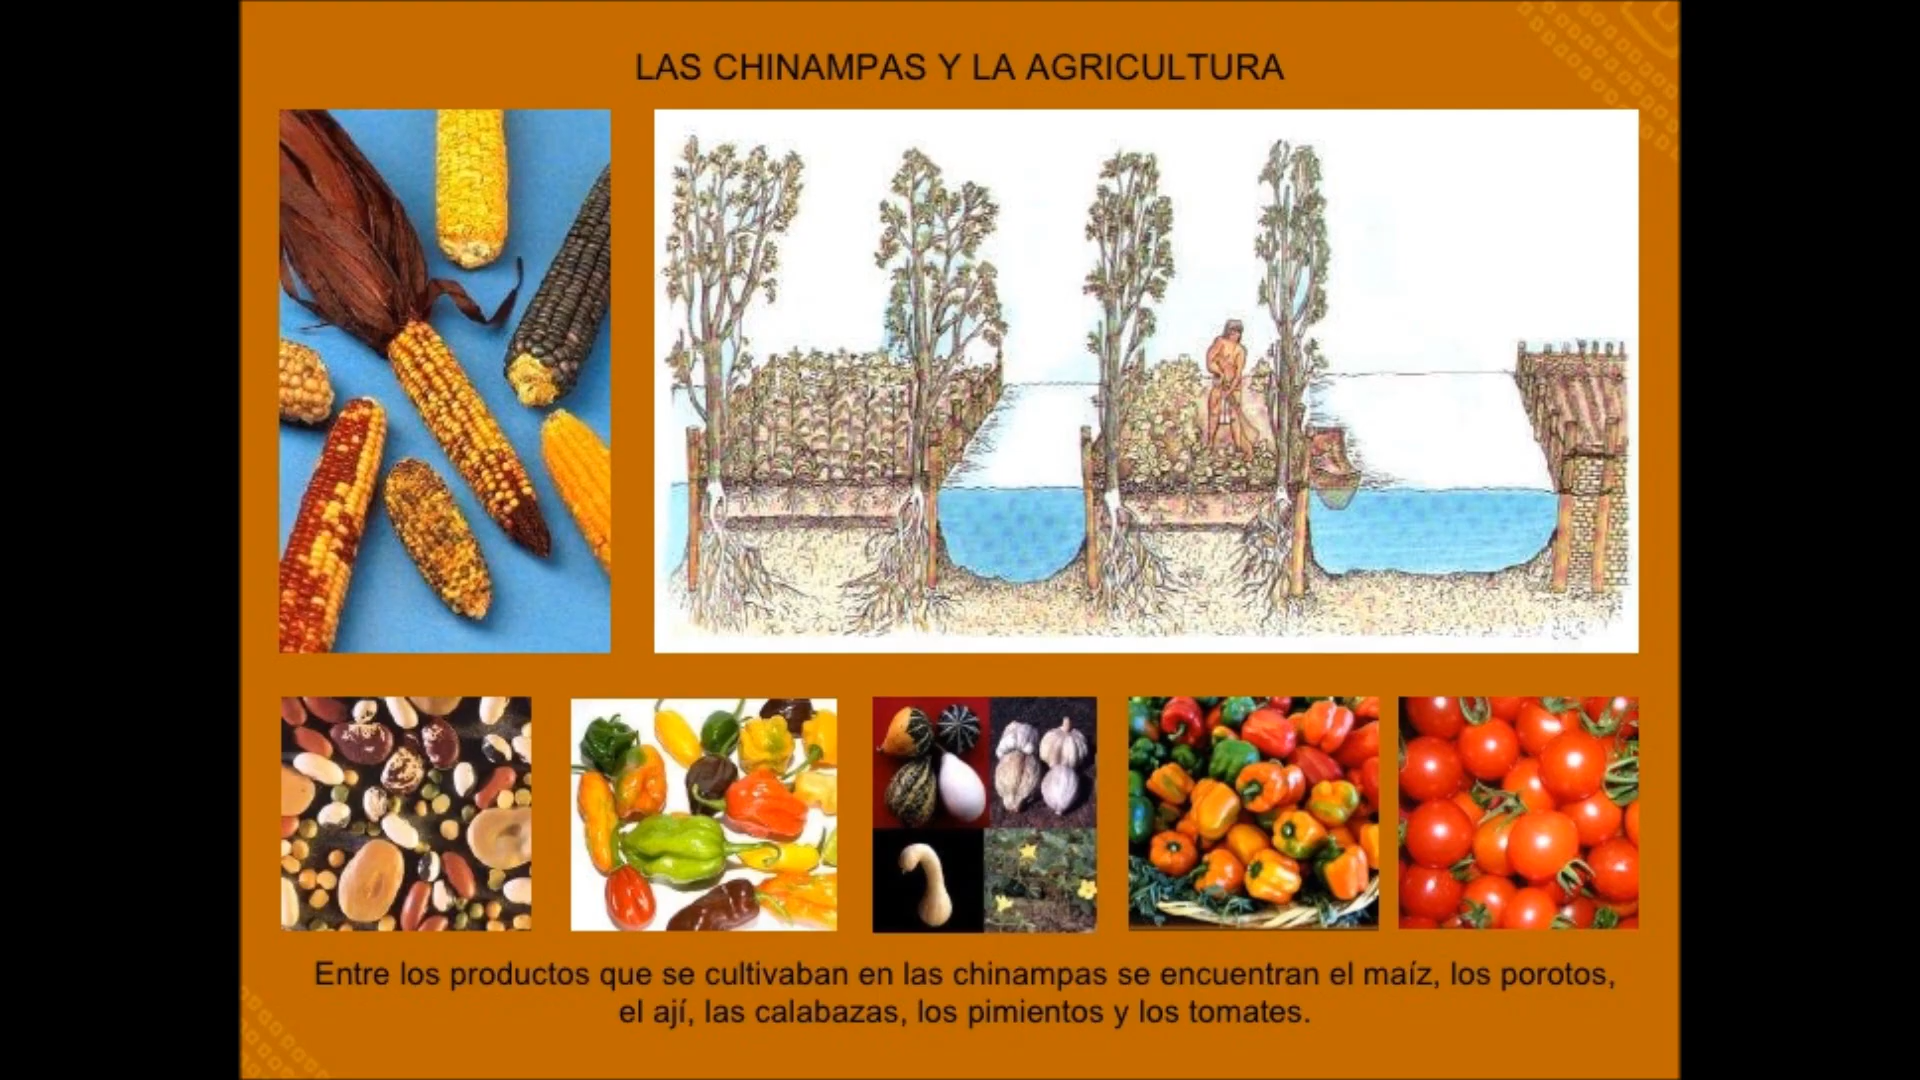 LAS CHINAMPAS Y LA AGRICULTURA
Entre los productos que se cultivaban en las chinampas se encuentran el maíz, los porotos,
el ají, las calabazas, los pimientos y los tomates.